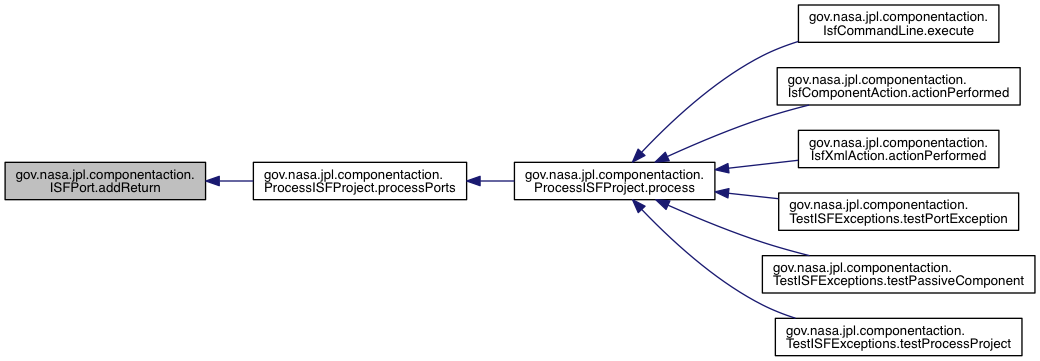 gov.nasa.jpl.componentaction.
ISFPort.addReturn
gov.nasa.jpl.componentaction.
ProcessISFProject.processPorts
gov.nasa.jpl.componentaction.
ProcessISFProject.process
gov.nasa.jpl.componentaction.
IsfCommandLine.execute
gov.nasa.jpl.componentaction.
IsfComponentAction.actionPerformed
gov.nasa.jpl.componentaction.
IsfXmlAction.actionPerformed
gov.nasa.jpl.componentaction.
TestISFExceptions.testPortException
gov.nasa.jpl.componentaction.
TestISFExceptions.testPassiveComponent
gov.nasa.jpl.componentaction.
TestISFExceptions.testProcessProject